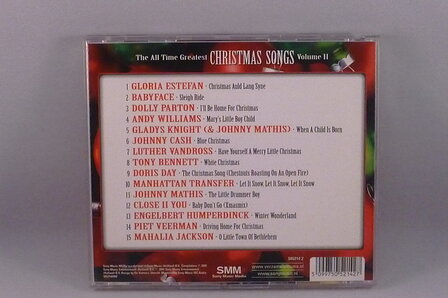 The All Time Greatest CHRISTMAS SONGS Volume II
1 GLORIA ESTEFAN · Christmas Auld Lang Syne
2 BABYFACE · Sleigh Ride
3 DOLLY PARTON · I'll Be Home For Christmas
4 ANDY WILLIAMS · Mary's Little Boy Child
5 GLADYS KNIGHT (& JOHNNY MATHIS) · When A Child Is Born
6 JOHNNY CASH · Blue Christmas
7 LUTHER VANDROSS · Have Yourself A Merry Little Christmas
8 TONY BENNETT · White Christmas
9 DORIS DAY · The Christmas Song (Chestnuts Roasting On An Open Fire)
10 MANHATTAN TRANSFER · Let It Snow, Let It Snow, Let It Snow
11 JOHNNY MATHIS · The Little Drummer Boy
12 CLOSE II YOU · Baby Don't Go (Xmasmix)
13 ENGELBERT HUMPERDINCK · Winter Wonderland
14 PIET VEERMAN · Driving Home For Christmas
15 MAHALIA JACKSON · O Little Town Of Bethlehem
SMM
Sony Music Media
5099750521427